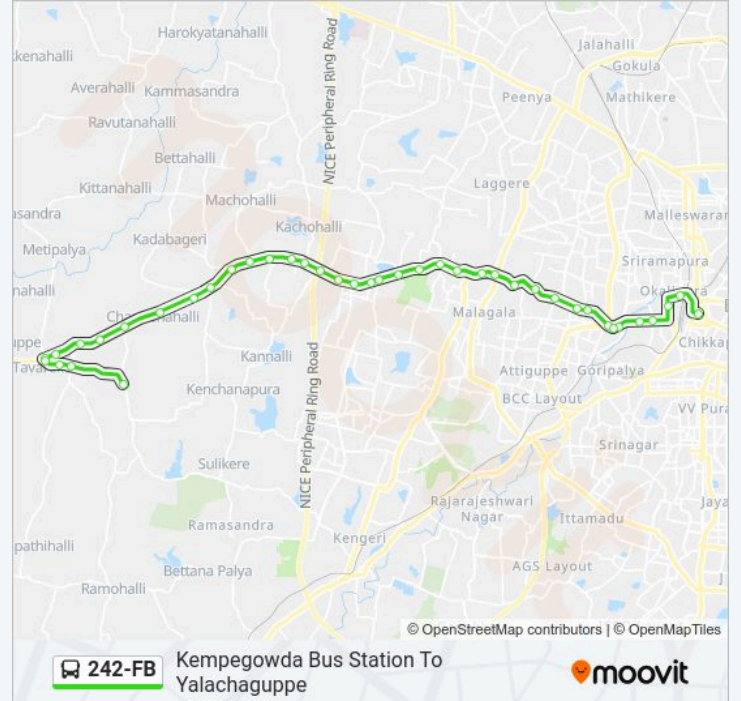 Harokyatanahalli
Jalahalli
kenahalli
Gokula
Averahalli
Kammasandra
Peenya
Mathikere
Ravutanahalli
NICE Peripheral Ring Road
Bettahalli
Laggere
Kittanahalli
Machohalli
asandra
Malleswarar
Kachohalli
Kadabageri
Metipalya
Sriramapura
nahalli
Malagala
uppe
Chikkap
Kannalli
Attiguppe
Goripalya
Kenchanapura
BCC Layout
VV Pura
NICE Peripheral Ring Road
Srinagar
Sulikere
Rajarajeshwari
Nagar
Jaya
Ramasandra
Ittamadu
Kengeri
pathihalli
Bettana Palya
AGS Layout
J
Ramohalli
© OpenStreetMap contributors | © OpenMapTiles
242-FB
Kempegowda Bus Station To
Yalachaguppe
moovit